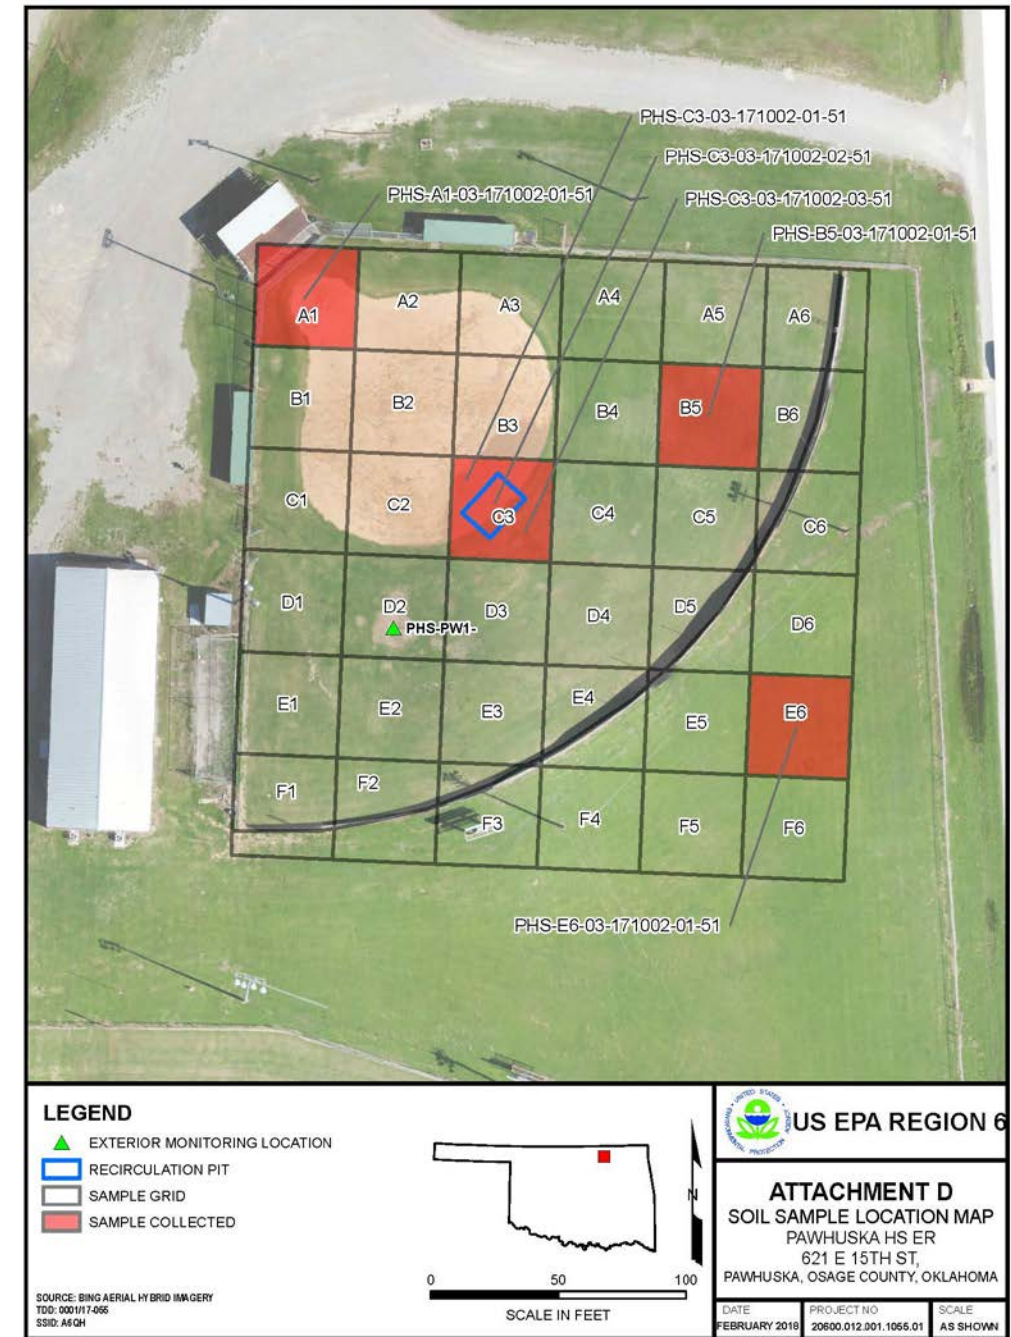 PHS-C3-03-171002-01-51
PHS-C3-03-171002-02-51
PHS-A1-03-171002-01-51
PHS-C3-03-171002-03-51
PHS-B5-03-171002-01-51
A1
A2
A3
A4
A5
A6
B1
B2
B3
B4
B5
B6
C1
C2
C3
C4
C5
C6
D1
D2
D3
D4
D5
D6
PHS-PW1-
E1
E2
E3
E4
E5
E6
F1
F2
F3
F4
F5
F6
PHS-E6-03-171002-01-51
LEGEND
EXTERIOR MONITORING LOCATION
RECIRCULATION PIT
SAMPLE GRID
SAMPLE COLLECTED
SOURCE: BING AERIAL HYBRID IMAGERY
TDD: 0001/17-055
SSID: A6QH
N
0 50 100
SCALE IN FEET
UNITED STATES ENVIRONMENTAL PROTECTION AGENCY
US EPA REGION 6
ATTACHMENT D
SOIL SAMPLE LOCATION MAP
PAWHUSKA HS ER
621 E 15TH ST,
PAWHUSKA, OSAGE COUNTY, OKLAHOMA
DATE
FEBRUARY 2018
PROJECT NO
20600.012.001.1055.01
SCALE
AS SHOWN